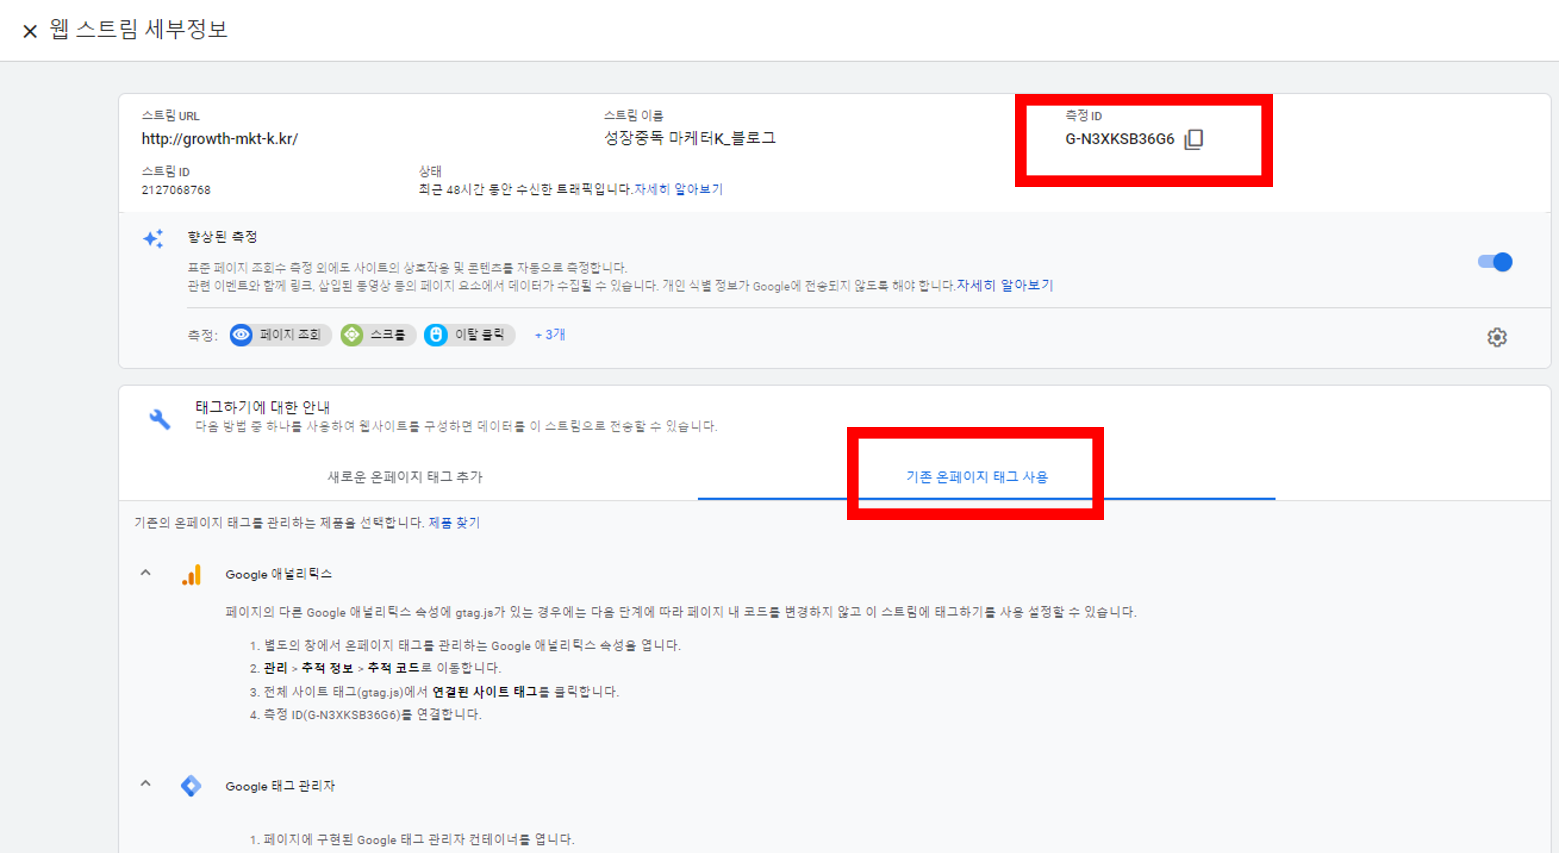 웹 스트림 세부정보
스트림 URL
http://growth-mkt-k.kr/
스트림 이름
성장중독 마케터K_블로그
측정 ID
G-N3XKSB36G6
스트림 ID
2127068768
상태
최근 48시간 동안 수신한 트래픽입니다.자세히 알아보기
향상된 측정
표준 페이지 조회수 측정 외에도 사이트의 상호작용 및 콘텐츠를 자동으로 측정합니다.
관련 이벤트와 함께 링크, 삽입된 동영상 등의 페이지 요소에서 데이터가 수집될 수 있습니다. 개인 식별 정보가 Google에 전송되지 않도록 해야 합니다.자세히 알아보기
측정: 페이지 조회 스크롤 이탈 클릭 + 3개
태그하기에 대한 안내
다음 방법 중 하나를 사용하여 웹사이트를 구성하면 데이터를 이 스트림으로 전송할 수 있습니다.
새로운 온페이지 태그 추가
기존 온페이지 태그 사용
기존의 온페이지 태그를 관리하는 제품을 선택합니다. 제품 찾기
Google 애널리틱스
페이지의 다른 Google 애널리틱스 속성에 gtag.js가 있는 경우에는 다음 단계에 따라 페이지 내 코드를 변경하지 않고 이 스트림에 태그하기를 사용 설정할 수 있습니다.
1. 별도의 창에서 온페이지 태그를 관리하는 Google 애널리틱스 속성을 엽니다.
2. 관리 > 추적 정보 > 추적 코드로 이동합니다.
3. 전체 사이트 태그(gtag.js)에서 연결된 사이트 태그를 클릭합니다.
4. 측정 ID(G-N3XKSB36G6)를 연결합니다.
Google 태그 관리자
1. 페이지에 구현된 Google 태그 관리자 컨테이너를 엽니다.